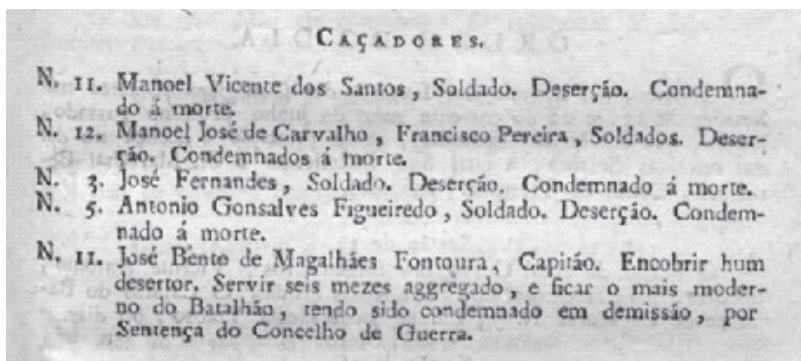 CAÇADORES.
N. 11. Manoel Vicente dos Santos, Soldado. Deserção. Condemna-
do á morte.
N. 12. Manoel José de Carvalho, Francisco Pereira, Soldados. Deser-
ção. Condemnados á morte.
N. 3. José Fernandes, Soldado. Deserção. Condemnado á morte.
N. 5. Antonio Gonsalves Figueiredo, Soldado. Deserção. Condem-
nado á morte.
N. 11. José Bento de Magalhães Fontoura, Capitão. Encobrir hum
desertor. Servir seis mezes aggregado, e ficar o mais moder-
no do Batalhão, tendo sido condemnado em demissão, por
Sentença do Concelho de Guerra.